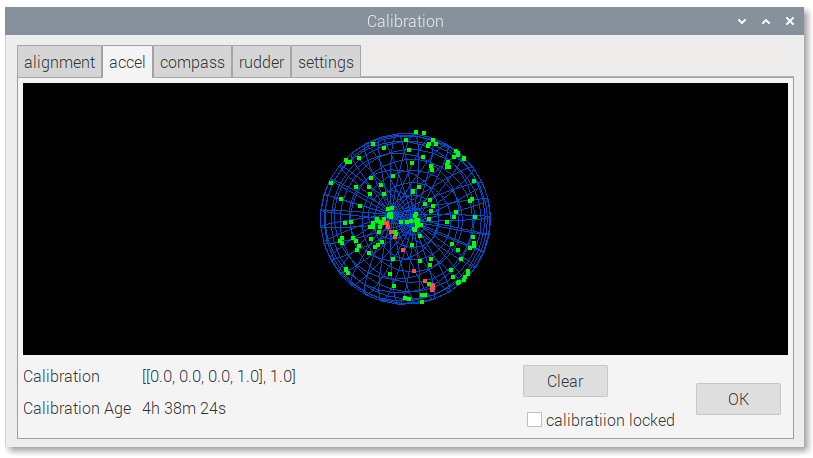 Calibration
alignment accel compass rudder settings
Calibration [[0.0, 0.0, 0.0, 1.0], 1.0]
Clear
Calibration Age 4h 38m 24s
OK
calibratiion locked